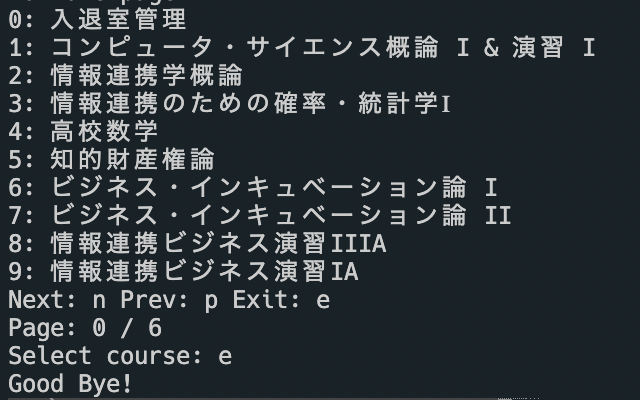 0: 入退室管理
1: コンピュータ・サイエンス概論 I & 演習 I
2: 情報連携学概論
3: 情報連携のための確率・統計学I
4: 高校数学
5: 知的財産権論
6: ビジネス・インキュベーション論 I
7: ビジネス・インキュベーション論 II
8: 情報連携ビジネス演習IIIA
9: 情報連携ビジネス演習IA
Next: n Prev: p Exit: e
Page: 0 / 6
Select course: e
Good Bye!